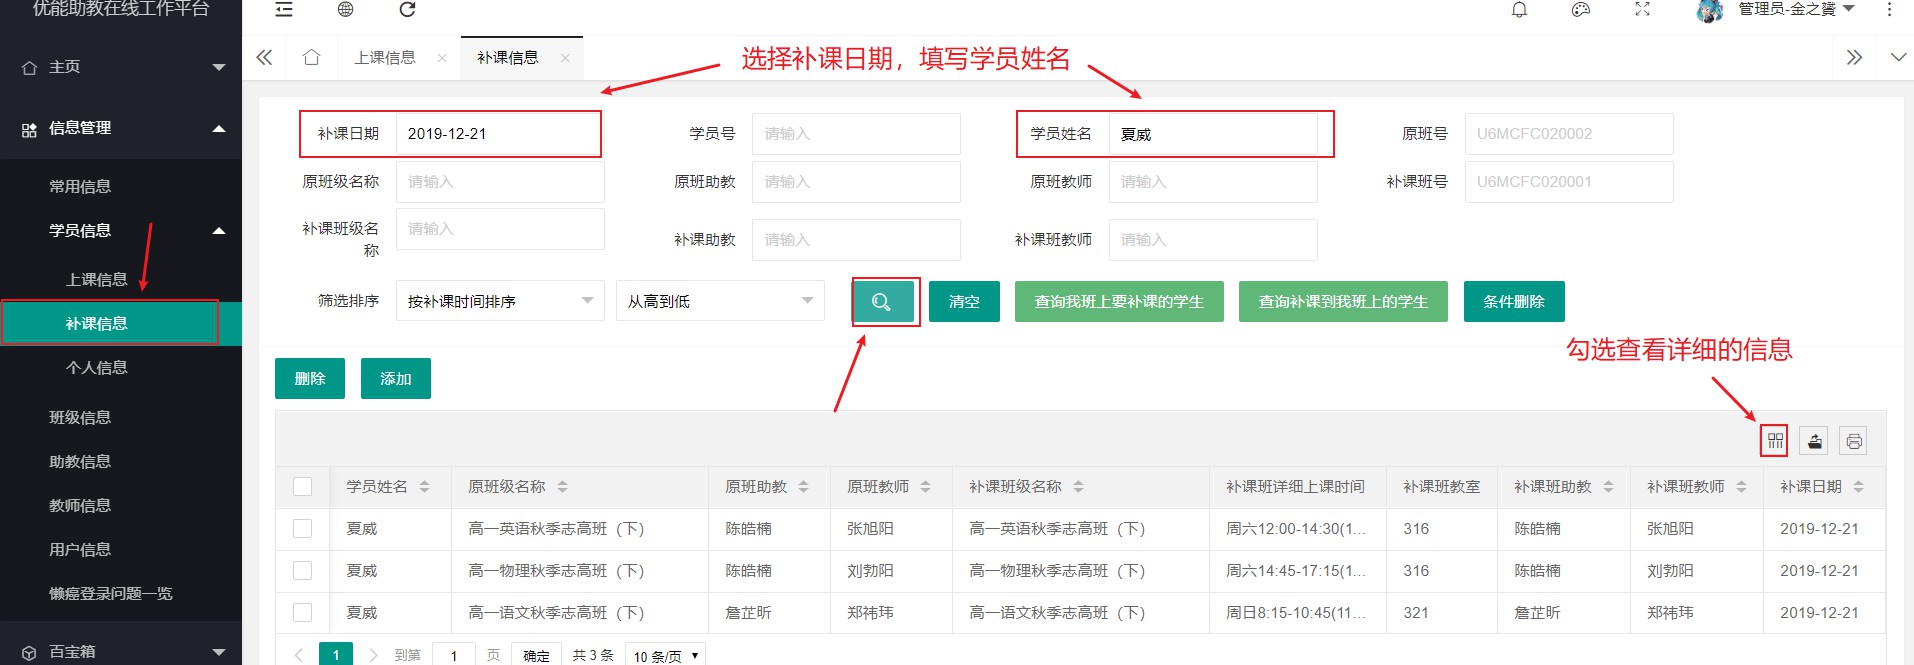 优能助教在线工作平台
管理员-金之赟
主页
上课信息 × 补课信息 ×
选择补课日期，填写学员姓名
信息管理
补课日期 2019-12-21 学员号 请输入 学员姓名 夏威 原班号 U6MCFC020002
常用信息
原班级名称 请输入 原班助教 请输入 原班教师 请输入 补课班号 U6MCFC020001
学员信息
补课班级名
称 请输入 补课助教 请输入 补课班教师 请输入
上课信息
筛选排序 按补课时间排序 从高到低 清空 查询我班上要补课的学生 查询补课到我班上的学生 条件删除
补课信息
勾选查看详细的信息
个人信息
删除 添加
班级信息
助教信息
学员姓名 原班级名称 原班助教 原班教师 补课班级名称 补课班详细上课时间 补课班教室 补课班助教 补课班教师 补课日期
教师信息
夏威 高一英语秋季志高班（下） 陈皓楠 张旭阳 高一英语秋季志高班（下） 周六12:00-14:30(1... 316 陈皓楠 张旭阳 2019-12-21
用户信息
夏威 高一物理秋季志高班（下） 陈皓楠 刘勃阳 高一物理秋季志高班（下） 周六14:45-17:15(1... 316 陈皓楠 刘勃阳 2019-12-21
懒癌登录问题一览
夏威 高一语文秋季志高班（下） 詹芷昕 郑祎玮 高一语文秋季志高班（下） 周日8:15-10:45(11... 321 詹芷昕 郑祎玮 2019-12-21
百宝箱
1 到第 1 页 确定 共 3 条 10 条/页